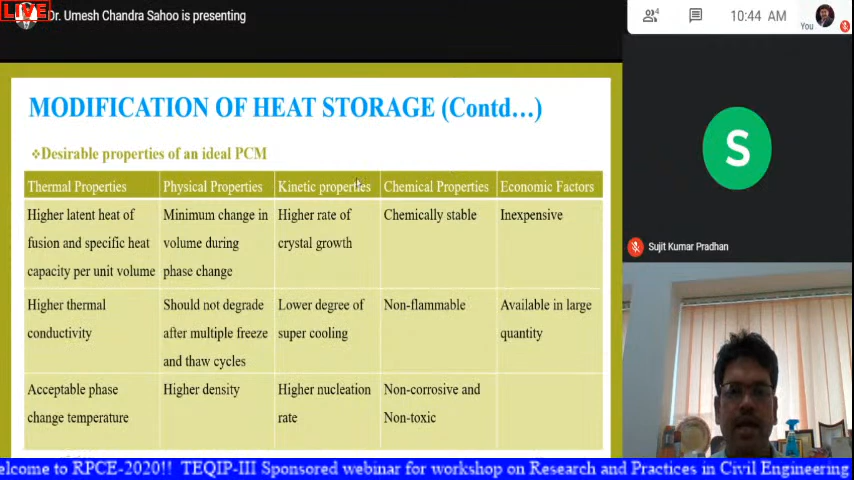 LIVE
Dr. Umesh Chandra Sahoo is presenting
4
10:44 AM
You
MODIFICATION OF HEAT STORAGE (Contd…)
❖Desirable properties of an ideal PCM
Thermal Properties Physical Properties Kinetic properties Chemical Properties Economic Factors
Higher latent heat of Minimum change in Higher rate of Chemically stable Inexpensive
fusion and specific heat volume during crystal growth
capacity per unit volume phase change
Higher thermal Should not degrade Lower degree of Non-flammable Available in large
conductivity after multiple freeze super cooling quantity
and thaw cycles
Acceptable phase Higher density Higher nucleation Non-corrosive and
change temperature rate Non-toxic
S
Sujit Kumar Pradhan
elcome to RPCE-2020!! TEQIP-III Sponsored webinar for workshop on Research and Practices in Civil Engineering